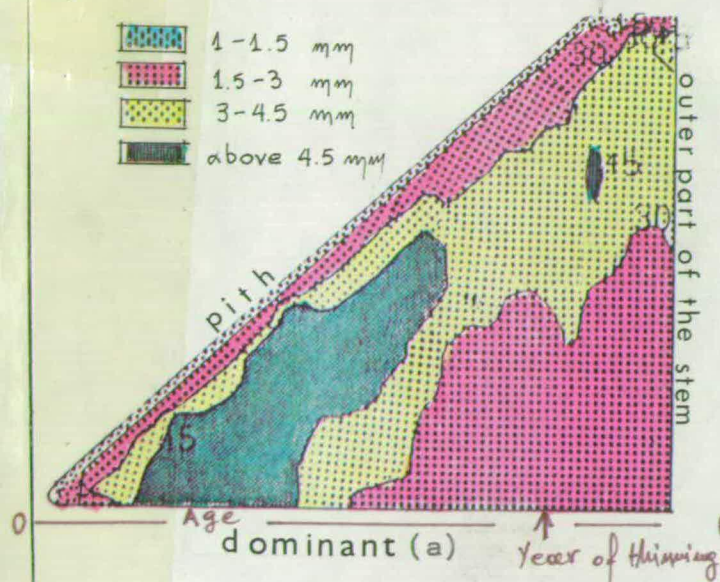 1-1.5 mm
1.5-3 mm
3-4.5 mm
above 4.5 mm
30
45
30
15
pith
outer part of the stem
0
Age
dominant (a)
Year of thinning